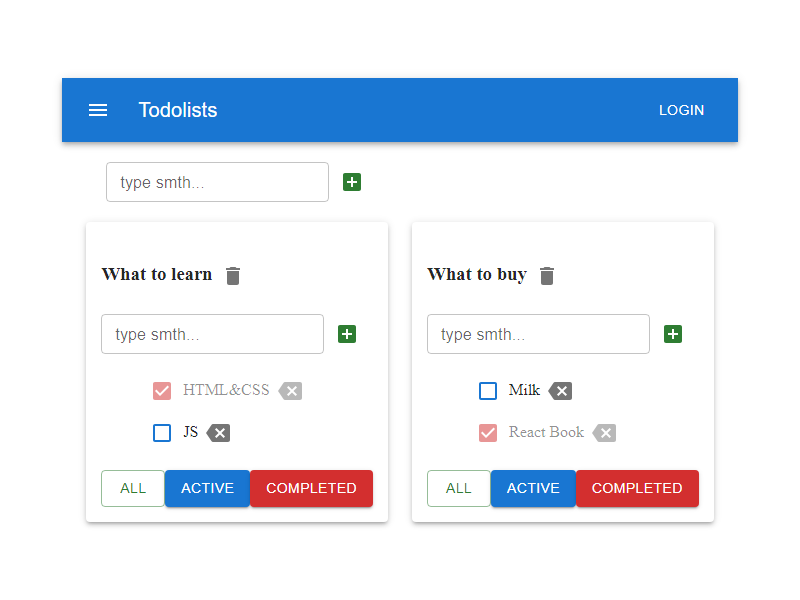 Todolists
LOGIN
type smth...
What to learn
type smth...
HTML&CSS
JS
ALL ACTIVE COMPLETED
What to buy
type smth...
Milk
React Book
ALL ACTIVE COMPLETED